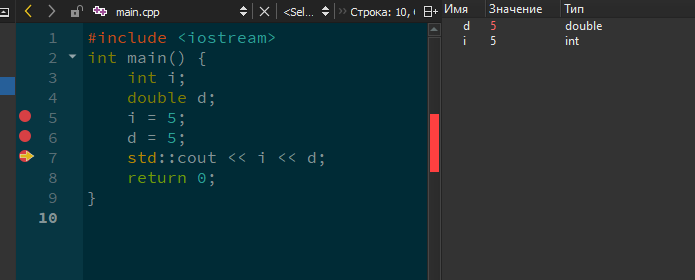 main.cpp <Sel... Строка: 10, (
Имя Значение Тип
d 5 double
i 5 int
1 #include <iostream>
2 int main() {
3 int i;
4 double d;
5 i = 5;
6 d = 5;
7 std::cout << i << d;
8 return 0;
9 }
10